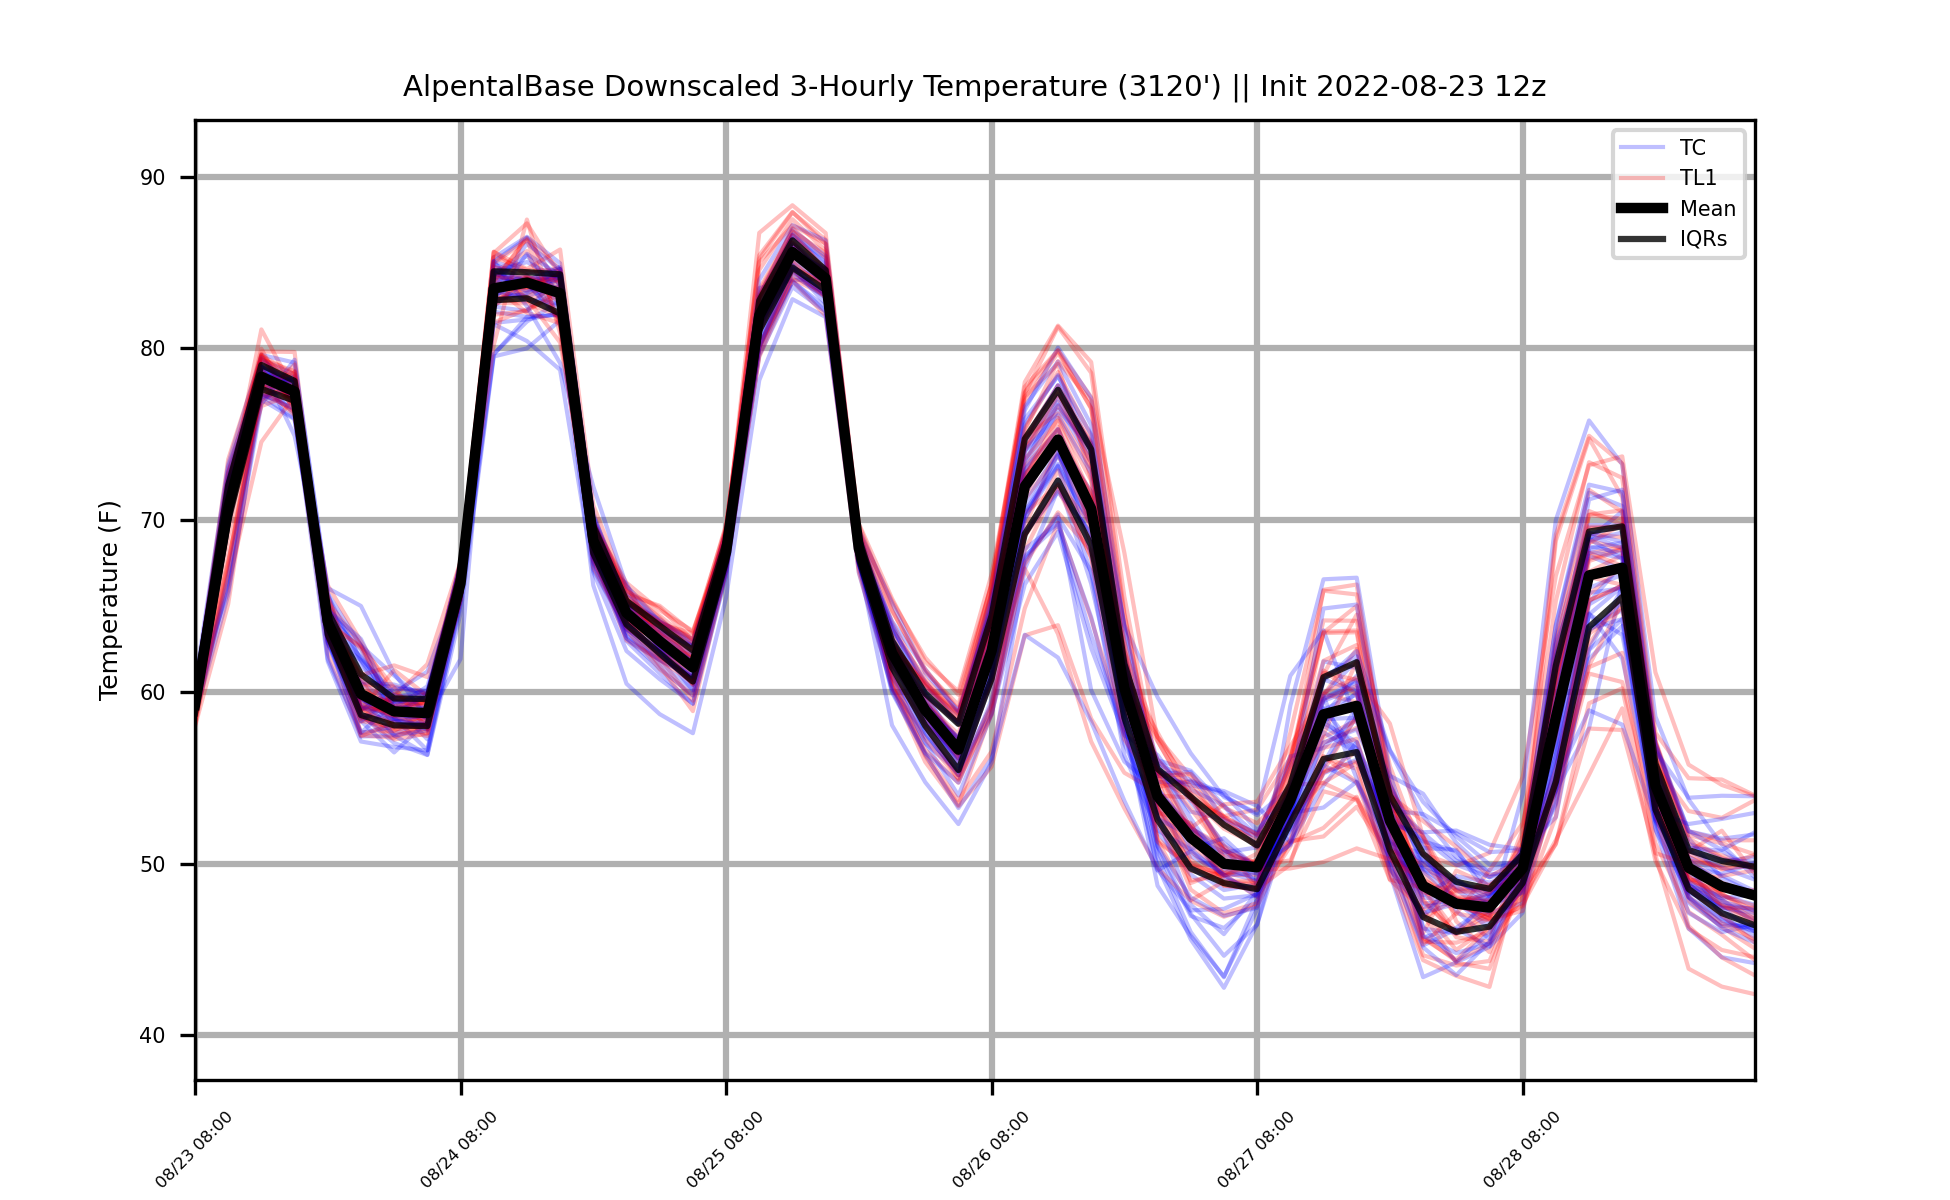 AlpentalBase Downscaled 3-Hourly Temperature (3120') || Init 2022-08-23 12z
TC
TL1
Mean
IQRs
Temperature (F)
90
80
70
60
50
40
08/23 08:00
08/24 08:00
08/25 08:00
08/26 08:00
08/27 08:00
08/28 08:00